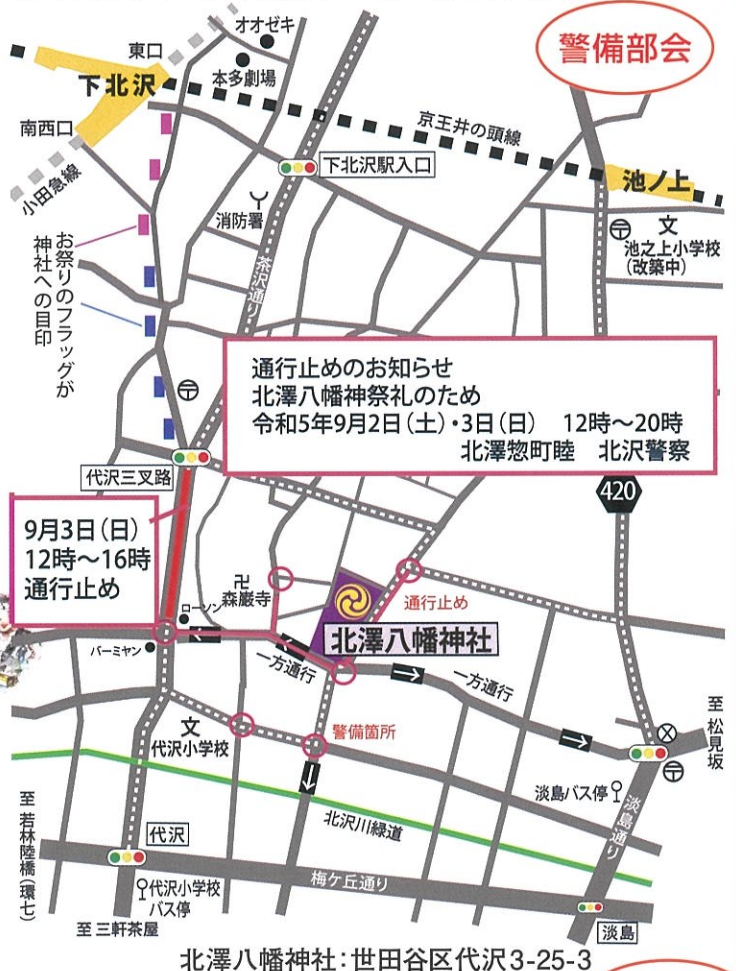 オオゼキ
警備部会
東口
下北沢
本多劇場
京王井の頭線
南西口
下北沢駅入口
池ノ上
小田急線
消防署
〒
文
池之上小学校
(改築中)
お祭りのフラッグが
神社への目印
茶沢通り
通行止めのお知らせ
北澤八幡神祭礼のため
令和5年9月2日(土)・3日(日) 12時〜20時
北澤惣町睦 北沢警察
〒
代沢三叉路
420
9月3日(日)
12時〜16時
通行止め
卍
森巌寺
ローソン
通行止め
北澤八幡神社
バーミヤン
一方通行
一方通行
文
代沢小学校
警備箇所
至 松見坂
〒
淡島バス停
淡島通り
北沢川緑道
至 若林陸橋(環七)
代沢
梅ケ丘通り
代沢小学校
バス停
至 三軒茶屋
淡島
北澤八幡神社:世田谷区代沢3-25-3